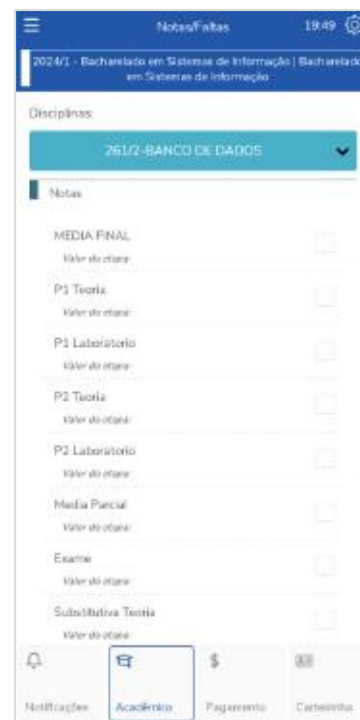 Notas/Faltas 19:49
2024/1 - Bacharelado em Sistemas de Informação | Bacharelado
em Sistemas de Informação
Disciplinas:
261/2-BANCO DE DADOS
Notas
MEDIA FINAL
Valor da etapa:
P1 Teoria
Valor da etapa:
P1 Laboratorio
Valor da etapa:
P2 Teoria
Valor da etapa:
P2 Laboratorio
Valor da etapa:
Media Parcial
Valor da etapa:
Exame
Valor da etapa:
Substitutiva Teoria
Valor da etapa:
Notificações Acadêmico Pagamento Carteirinha